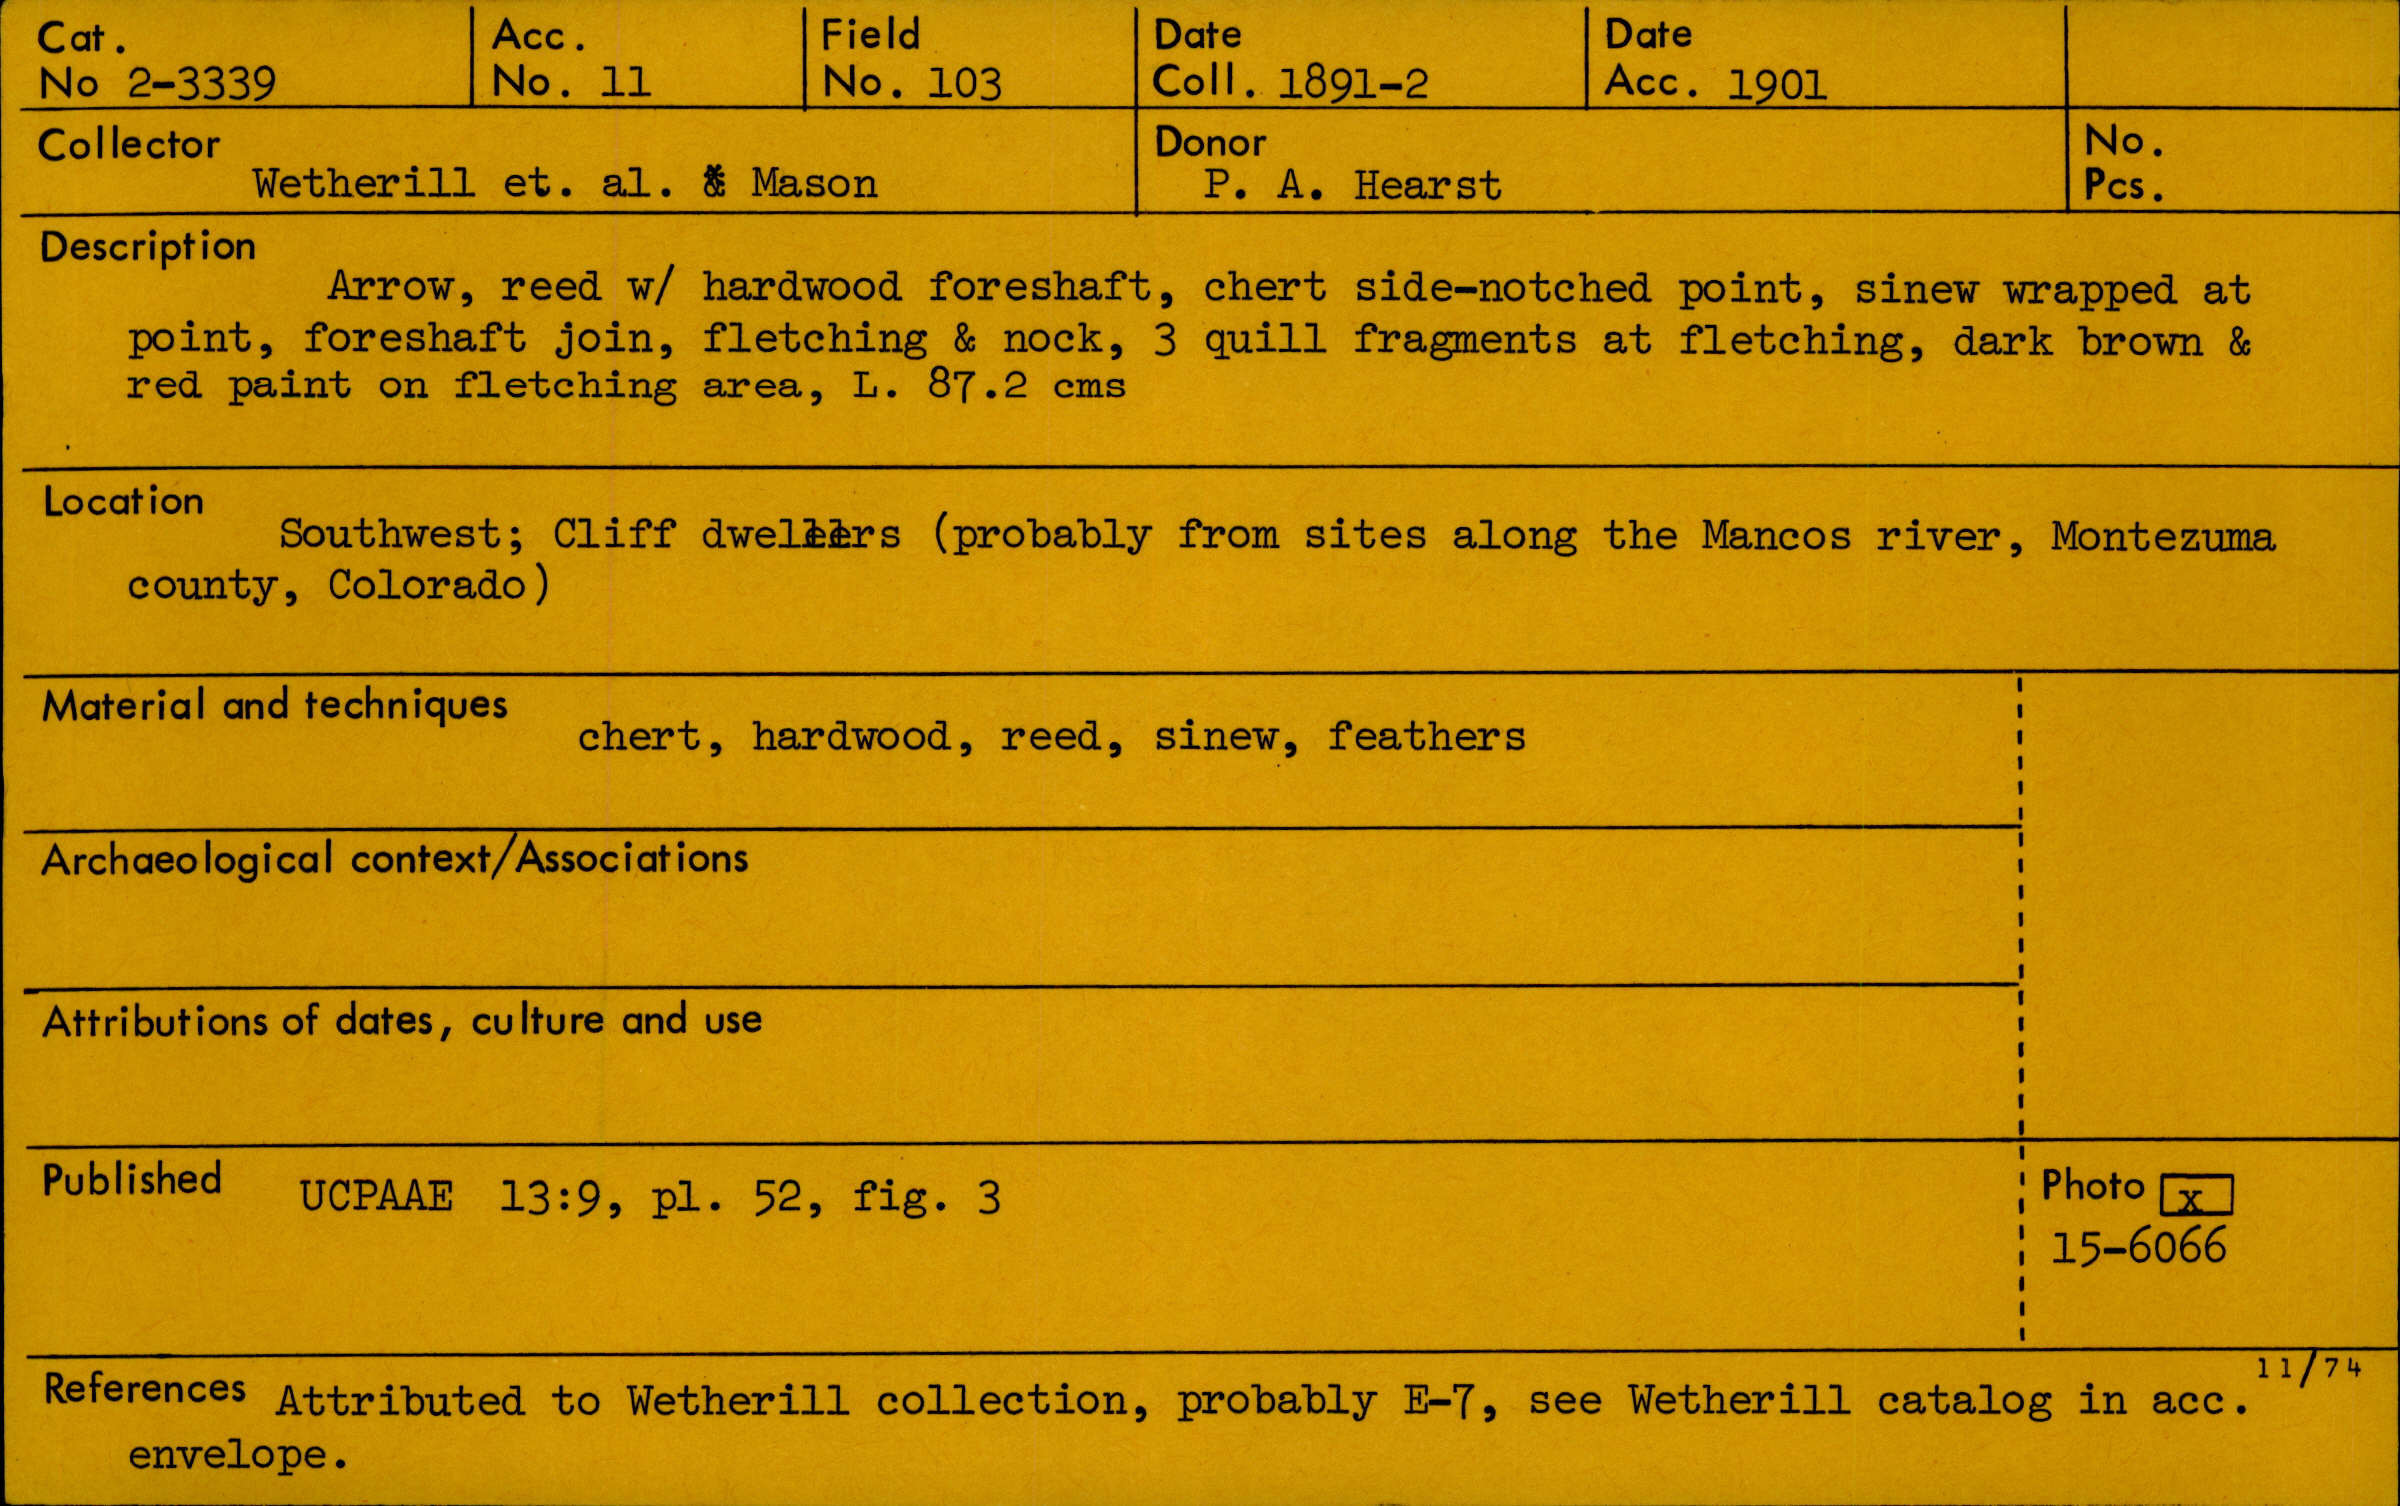 Cat. No 2-3339
Acc. No. 11
Field No. 103
Date Coll. 1891-2
Date Acc. 1901
Collector
Wetherill et. al. & Mason
Donor
P. A. Hearst
No. Pcs.
Description
Arrow, reed w/ hardwood foreshaft, chert side-notched point, sinew wrapped at
point, foreshaft join, fletching & nock, 3 quill fragments at fletching, dark brown &
red paint on fletching area, L. 87.2 cms
Location
Southwest; Cliff dwellers (probably from sites along the Mancos river, Montezuma
county, Colorado)
Material and techniques
chert, hardwood, reed, sinew, feathers
Archaeological context/Associations
Attributions of dates, culture and use
Published UCPAAE 13:9, pl. 52, fig. 3
Photo x
15-6066
11/74
References Attributed to Wetherill collection, probably E-7, see Wetherill catalog in acc.
envelope.